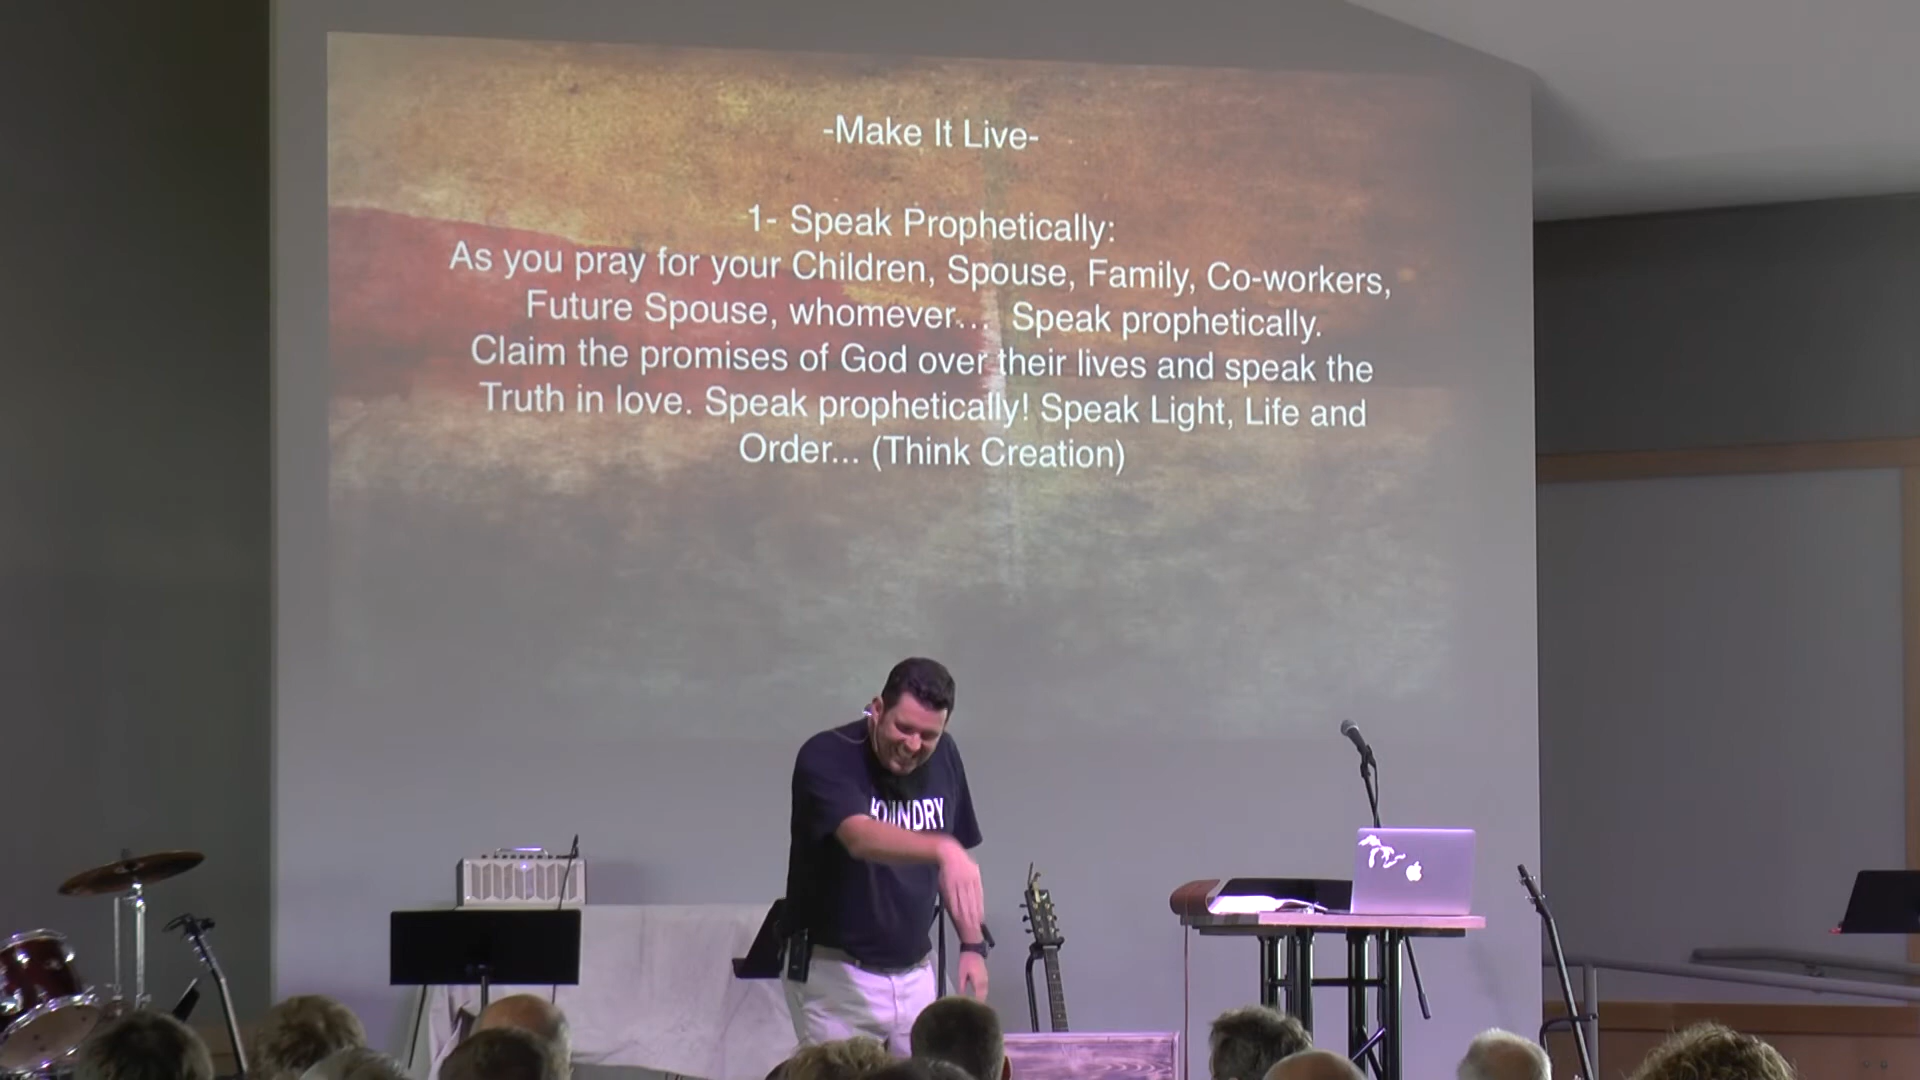 -Make It Live-
1- Speak Prophetically:
As you pray for your Children, Spouse, Family, Co-workers,
Future Spouse, whomever... Speak prophetically.
Claim the promises of God over their lives and speak the
Truth in love. Speak prophetically! Speak Light, Life and
Order... (Think Creation)
FOUNDRY